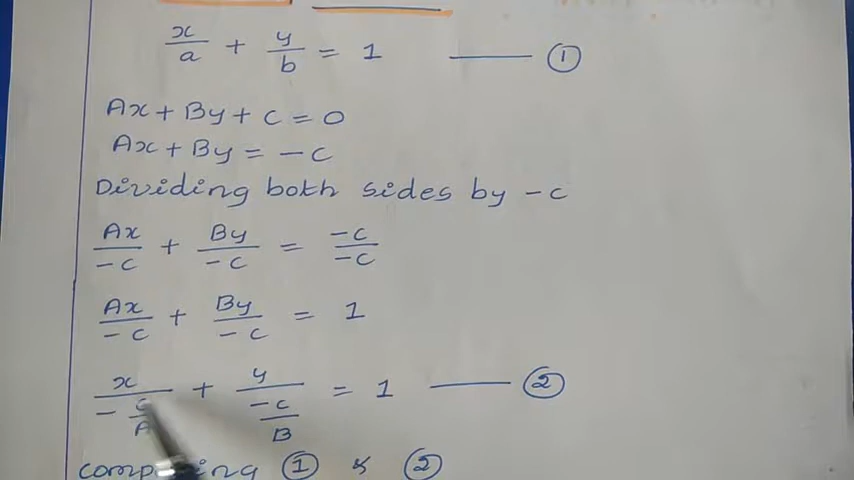 x/a + y/b = 1 —— ①
Ax + By + C = 0
Ax + By = -C
Dividing both sides by -C
Ax/-C + By/-C = -C/-C
Ax/-C + By/-C = 1
x/-C/A + y/-C/B = 1 —— ②
comparing ① & ②